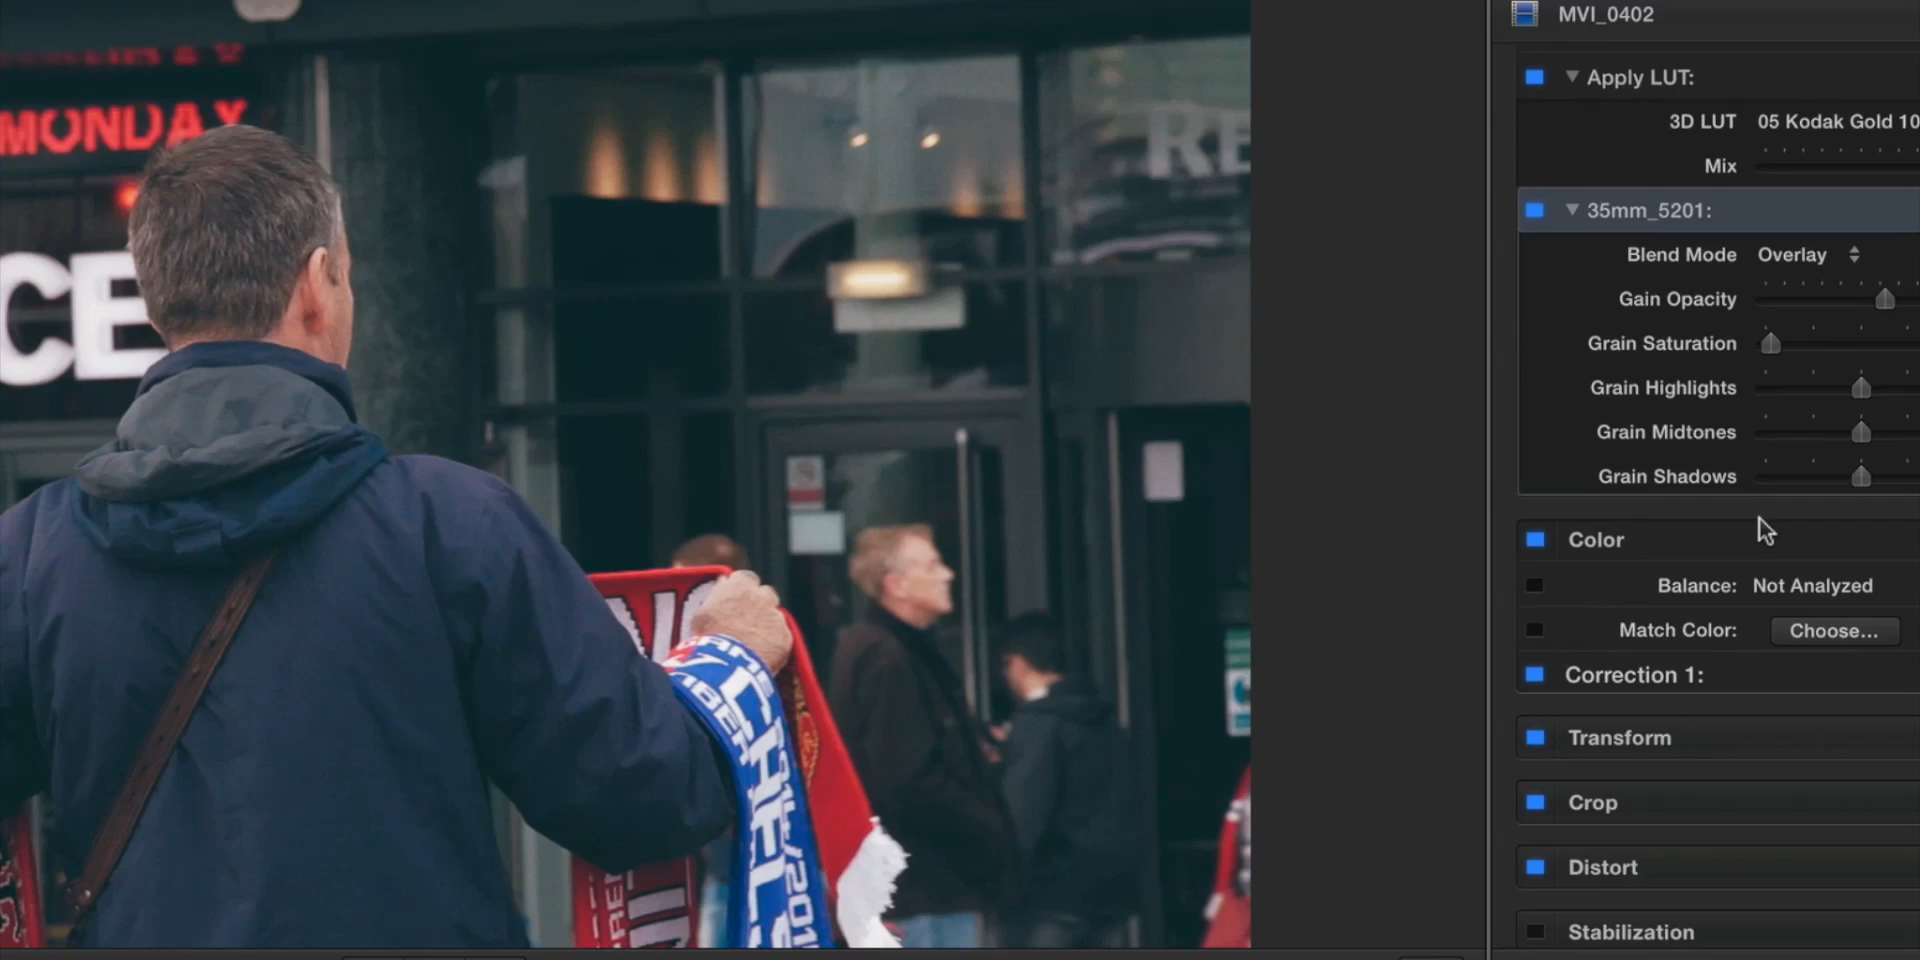 MVI_0402
Apply LUT:
3D LUT 05 Kodak Gold 10
Mix
35mm_5201:
Blend Mode Overlay
Gain Opacity
Grain Saturation
Grain Highlights
Grain Midtones
Grain Shadows
Color
Balance: Not Analyzed
Match Color: Choose...
Correction 1:
Transform
Crop
Distort
Stabilization
MONDAY
CE
RE